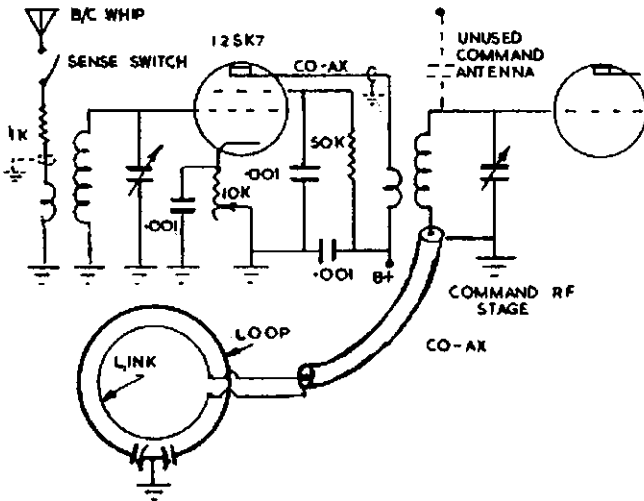 B/C WHIP
SENSE SWITCH
1K
12SK7
CO-AX
UNUSED
COMMAND
ANTENNA
50K
.001
10K
.001
.001
B+
COMMAND RF
STAGE
CO-AX
LOOP
LINK